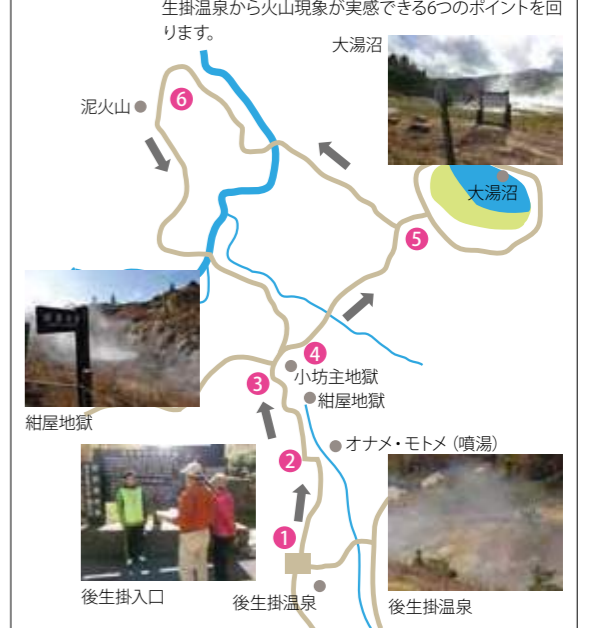 生掛温泉から火山現象が実感できる6つのポイントを回
ります。
大湯沼
泥火山
6
大湯沼
5
4
小坊主地獄
3
紺屋地獄
紺屋地獄
オナメ・モトメ（噴湯）
2
1
後生掛入口
後生掛温泉
後生掛温泉